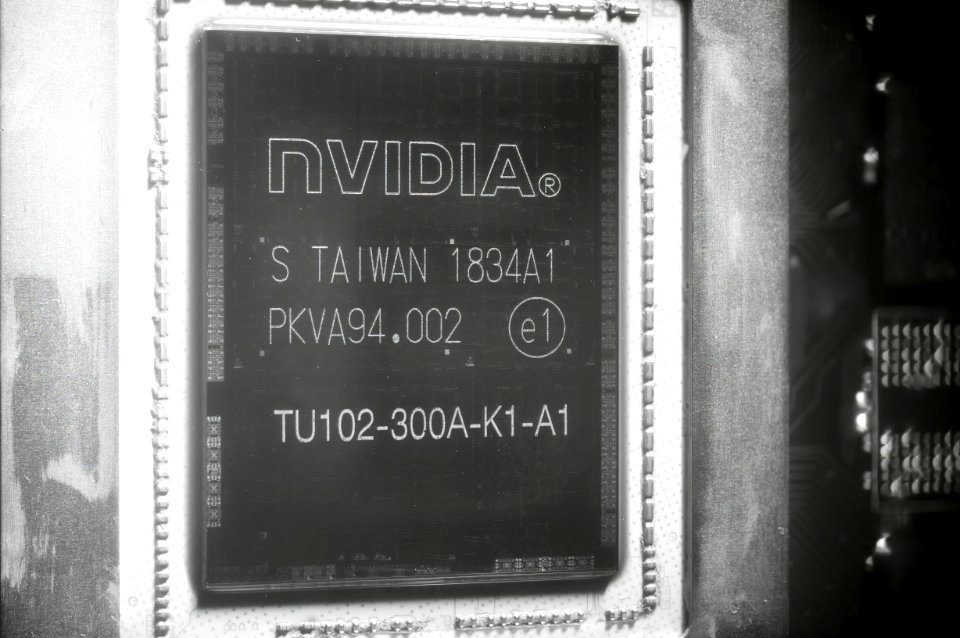 NVIDIA®
S TAIWAN 1834A1
PKVA94.002 e1
TU102-300A-K1-A1